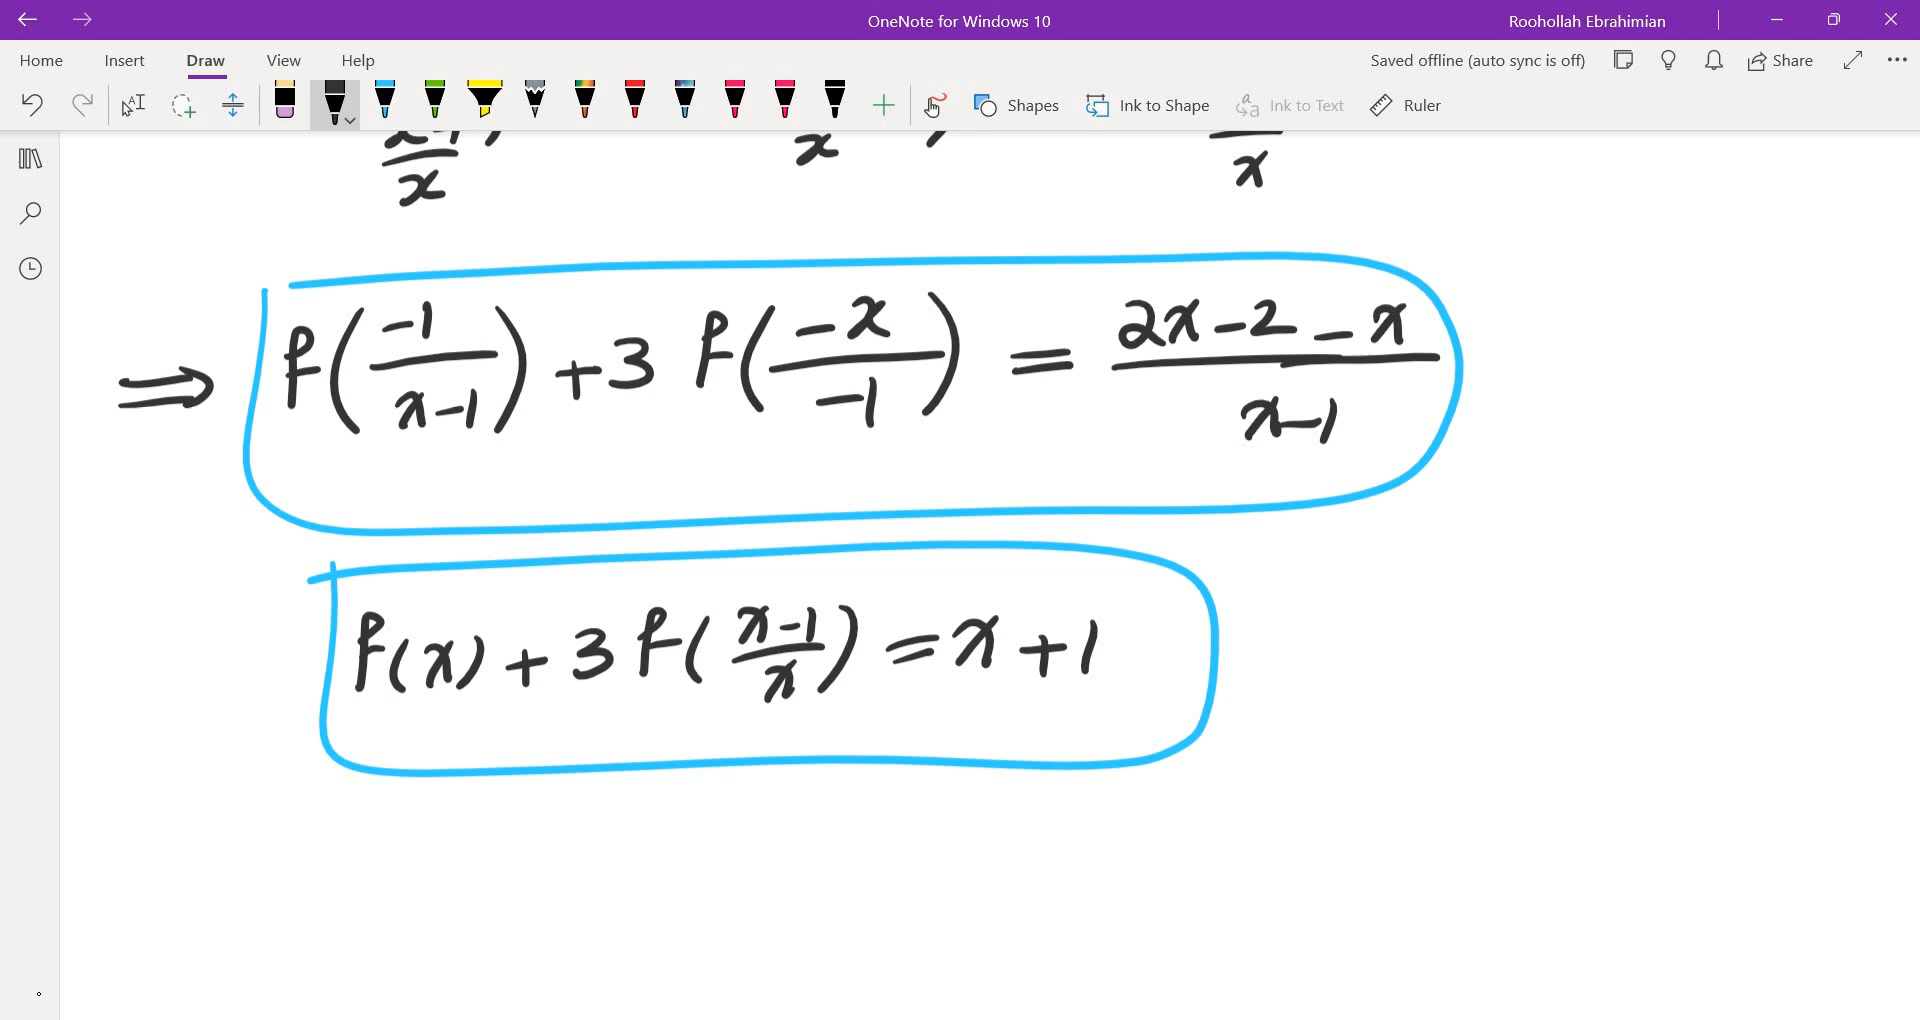 OneNote for Windows 10 Roohollah Ebrahimian
Home Insert Draw View Help Saved offline (auto sync is off) Share
Shapes Ink to Shape Ink to Text Ruler
x x x
⇒ f(-1/(x-1)) + 3 f(-x/-1) = (2x-2-x)/(x-1)
f(x) + 3 f((x-1)/x) = x + 1